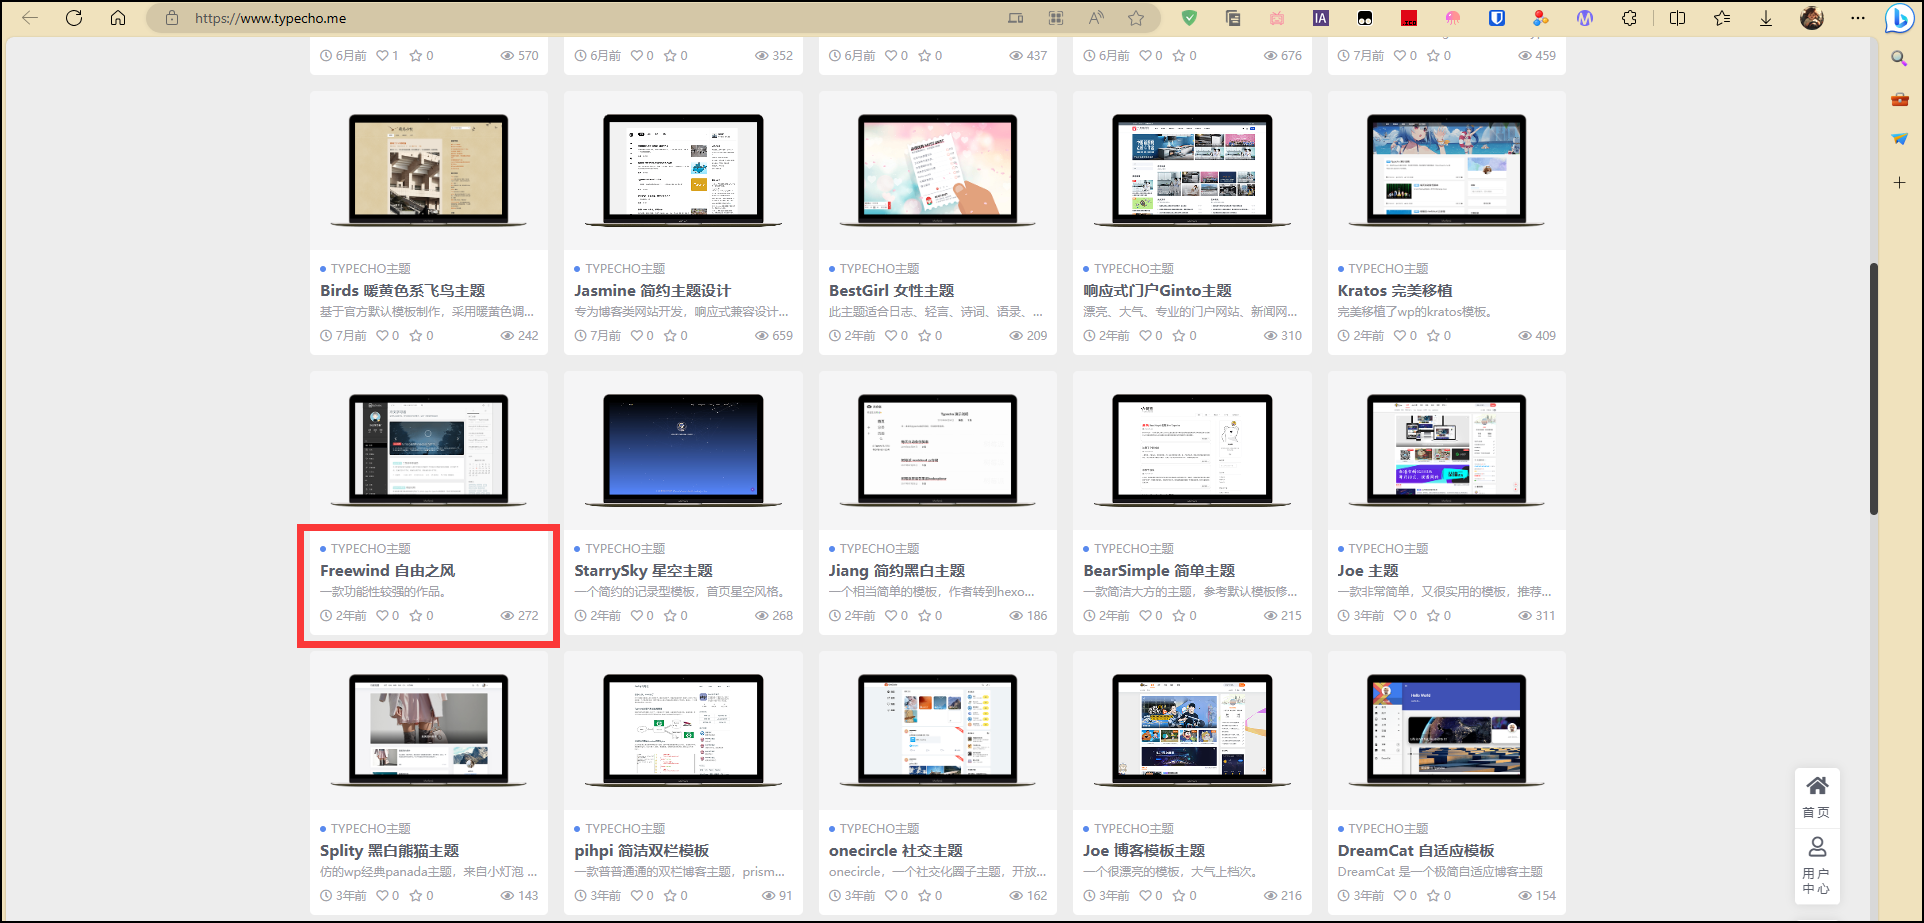 https://www.typecho.me
6月前 1 0 570
6月前 0 0 352
6月前 0 0 437
6月前 0 0 676
7月前 0 0 459
TYPECHO主题
Birds 暖黄色系飞鸟主题
基于官方默认模板制作，采用暖黄色调...
7月前 0 0 242
TYPECHO主题
Jasmine 简约主题设计
专为博客类网站开发，响应式兼容设计...
7月前 0 0 659
TYPECHO主题
BestGirl 女性主题
此主题适合日志、轻言、诗词、语录、...
2年前 0 0 209
TYPECHO主题
响应式门户Ginto主题
漂亮、大气、专业的门户网站、新闻网...
2年前 0 0 310
TYPECHO主题
Kratos 完美移植
完美移植了wp的kratos模板。
2年前 0 0 409
TYPECHO主题
Freewind 自由之风
一款功能性较强的作品。
2年前 0 0 272
TYPECHO主题
StarrySky 星空主题
一个简约的记录型模板，首页星空风格。
2年前 0 0 268
TYPECHO主题
Jiang 简约黑白主题
一个相当简单的模板，作者转到hexo...
2年前 0 0 186
TYPECHO主题
BearSimple 简单主题
一款简洁大方的主题，参考默认模板修...
2年前 0 0 215
TYPECHO主题
Joe 主题
一款非常简单，又很实用的模板，推荐...
3年前 0 0 311
TYPECHO主题
Splity 黑白熊猫主题
仿的wp经典panada主题，来自小灯泡 ...
3年前 0 0 143
TYPECHO主题
pihpi 简洁双栏模板
一款普普通通的双栏博客主题，prism...
3年前 0 0 91
TYPECHO主题
onecircle 社交主题
onecircle，一个社交化圈子主题，开放...
3年前 0 0 162
TYPECHO主题
Joe 博客模板主题
一个很漂亮的模板，大气上档次。
3年前 0 0 216
TYPECHO主题
DreamCat 自适应模板
DreamCat 是一个极简自适应博客主题
3年前 0 0 154
首页
用户
中心